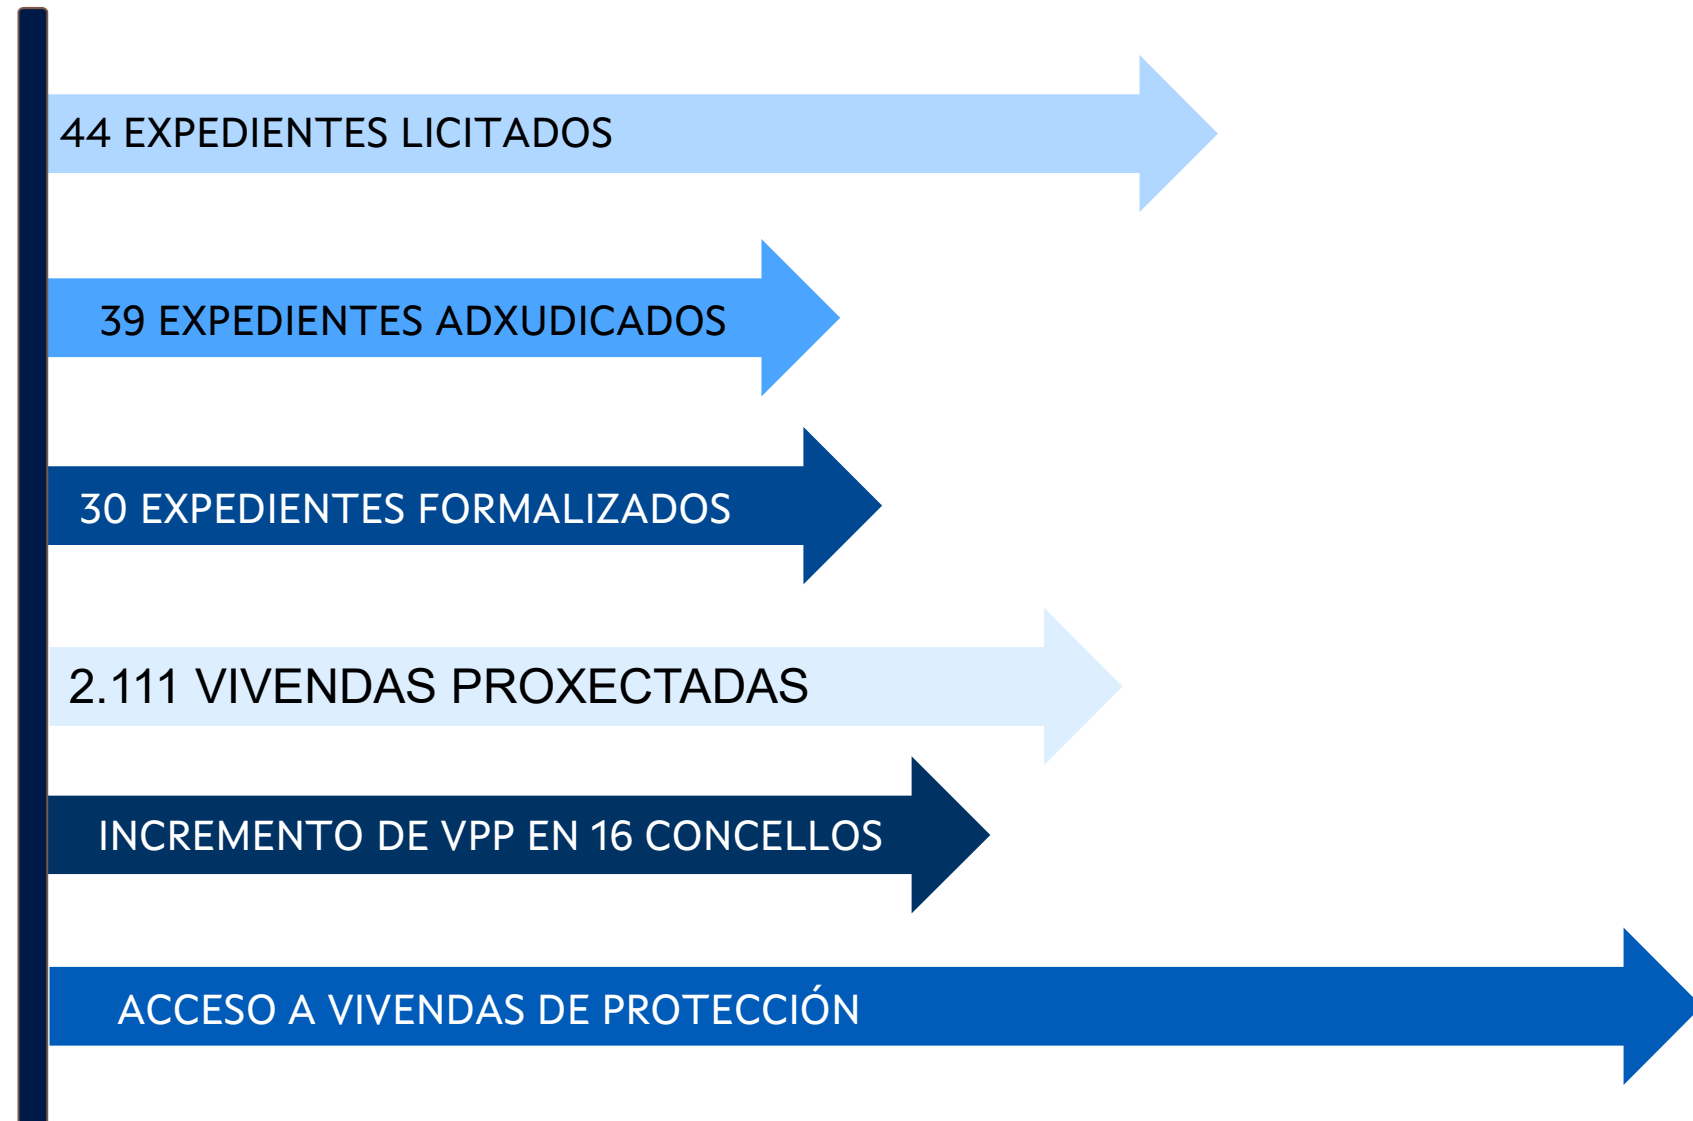 44 EXPEDIENTES LICITADOS
39 EXPEDIENTES ADXUDICADOS
30 EXPEDIENTES FORMALIZADOS
2.111 VIVENDAS PROXECTADAS
INCREMENTO DE VPP EN 16 CONCELLOS
ACCESO A VIVENDAS DE PROTECCIÓN